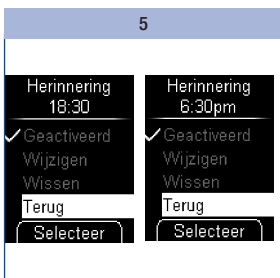 5
Herinnering
18:30
Geactiveerd
Wijzigen
Wissen
Terug
Selecteer
Herinnering
6:30pm
Geactiveerd
Wijzigen
Wissen
Terug
Selecteer